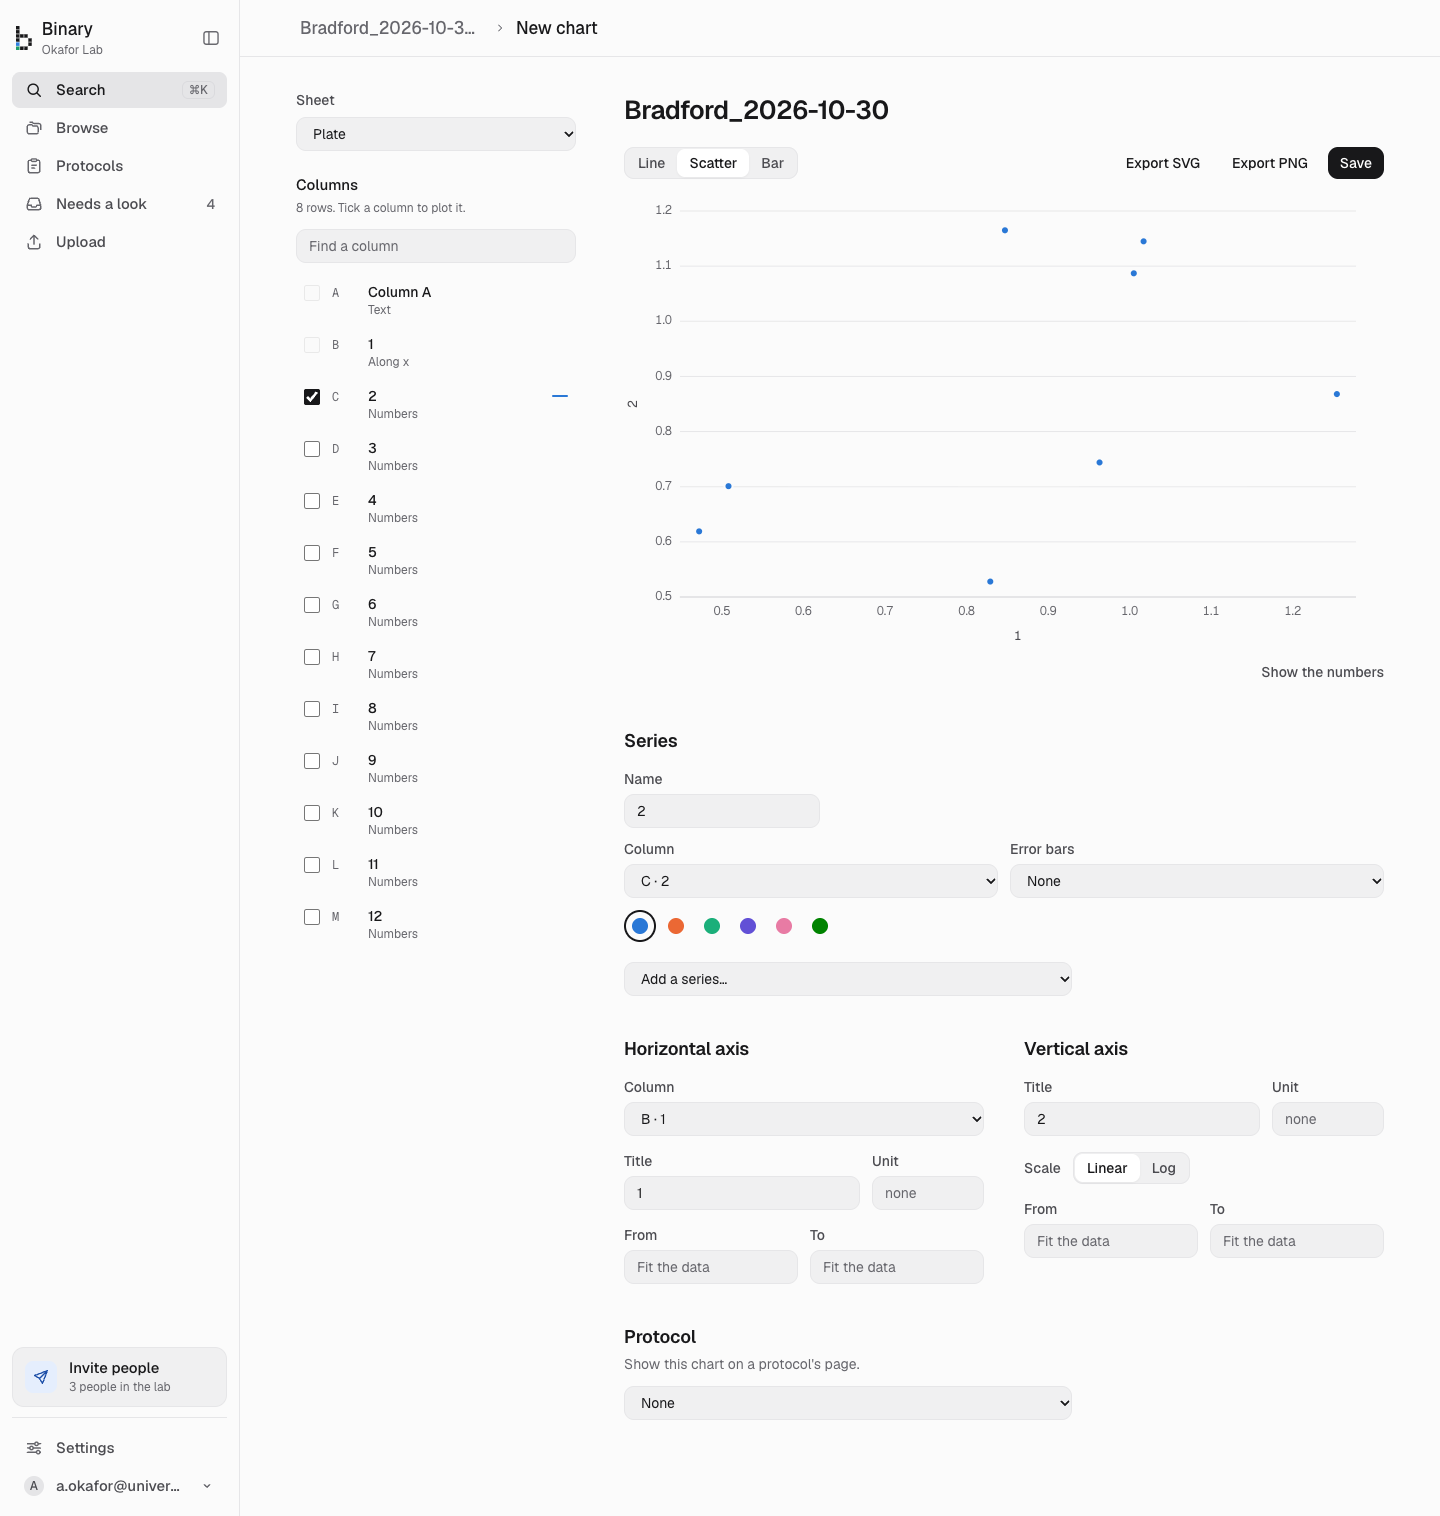 Binary
Okafor Lab
Search ⌘K
Browse
Protocols
Needs a look 4
Upload
Invite people
3 people in the lab
Settings
A a.okafor@univer...
Bradford_2026-10-3... > New chart
Sheet
Plate
Columns
8 rows. Tick a column to plot it.
Find a column
A Column A
Text
B 1
Along x
C 2
Numbers
D 3
Numbers
E 4
Numbers
F 5
Numbers
G 6
Numbers
H 7
Numbers
I 8
Numbers
J 9
Numbers
K 10
Numbers
L 11
Numbers
M 12
Numbers
Bradford_2026-10-30
Line Scatter Bar Export SVG Export PNG Save
1.2
1.1
1.0
0.9
2
0.8
0.7
0.6
0.5
0.5 0.6 0.7 0.8 0.9 1.0 1.1 1.2
1
Show the numbers
Series
Name
2
Column Error bars
C · 2 None
Add a series...
Horizontal axis
Column
B · 1
Title Unit
1 none
From To
Fit the data Fit the data
Vertical axis
Title Unit
2 none
Scale Linear Log
From To
Fit the data Fit the data
Protocol
Show this chart on a protocol's page.
None